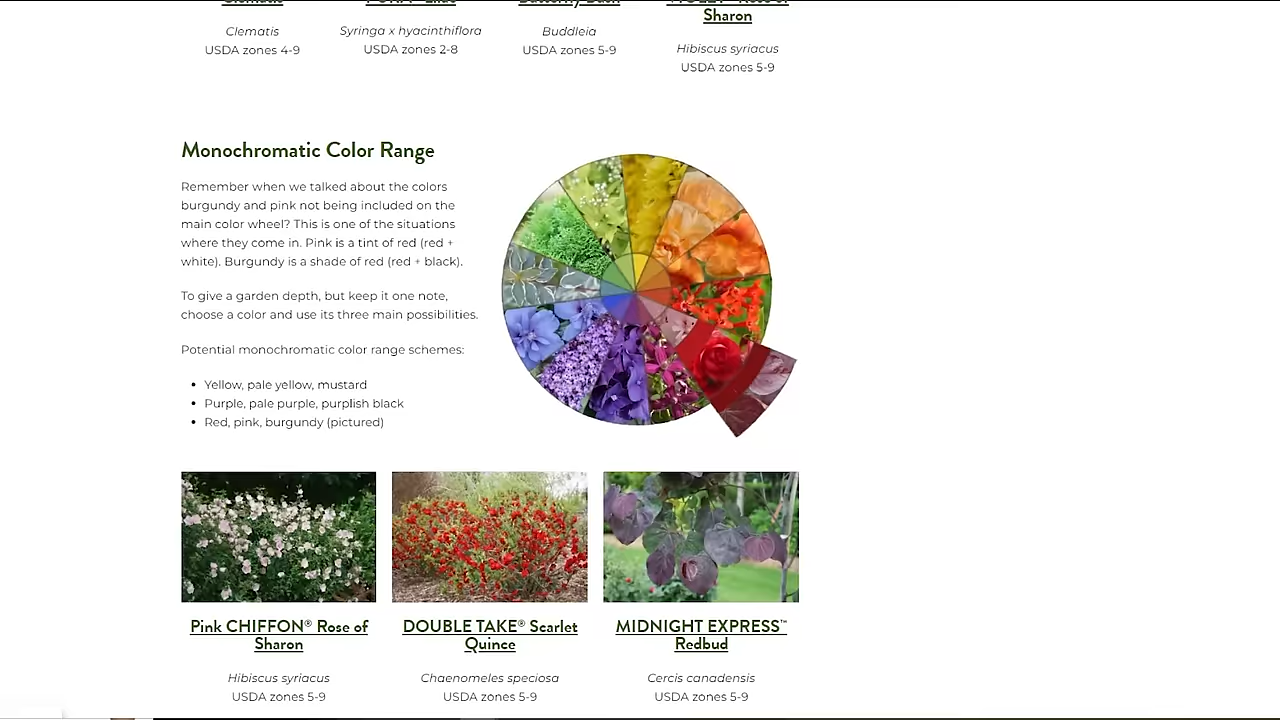 Clematis
Lilac
Butterfly Bush
Rose of
Sharon
Clematis
USDA zones 4-9
Syringa x hyacinthiflora
USDA zones 2-8
Buddleia
USDA zones 5-9
Hibiscus syriacus
USDA zones 5-9
Monochromatic Color Range
Remember when we talked about the colors
burgundy and pink not being included on the
main color wheel? This is one of the situations
where they come in. Pink is a tint of red (red +
white). Burgundy is a shade of red (red + black).
To give a garden depth, but keep it one note,
choose a color and use its three main possibilities.
Potential monochromatic color range schemes:
• Yellow, pale yellow, mustard
• Purple, pale purple, purplish black
• Red, pink, burgundy (pictured)
Pink CHIFFON® Rose of
Sharon
Hibiscus syriacus
USDA zones 5-9
DOUBLE TAKE® Scarlet
Quince
Chaenomeles speciosa
USDA zones 5-9
MIDNIGHT EXPRESS™
Redbud
Cercis canadensis
USDA zones 5-9